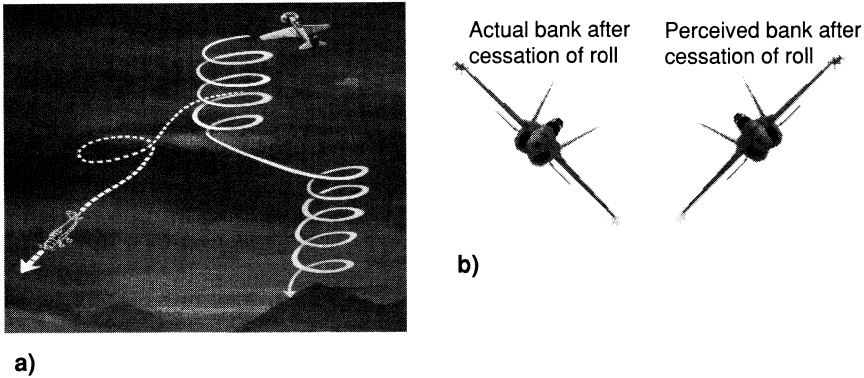 Actual bank after
cessation of roll
Perceived bank after
cessation of roll
b)
a)